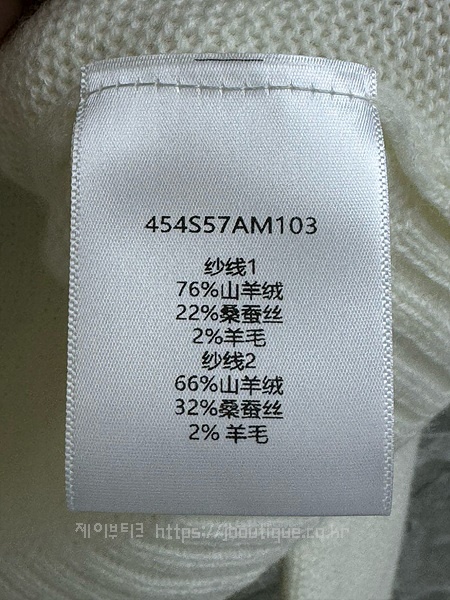 454S57AM103
纱线1
76%山羊绒
22%桑蚕丝
2%羊毛
纱线2
66%山羊绒
32%桑蚕丝
2% 羊毛
제이부티크 https://jboutique.co.kr